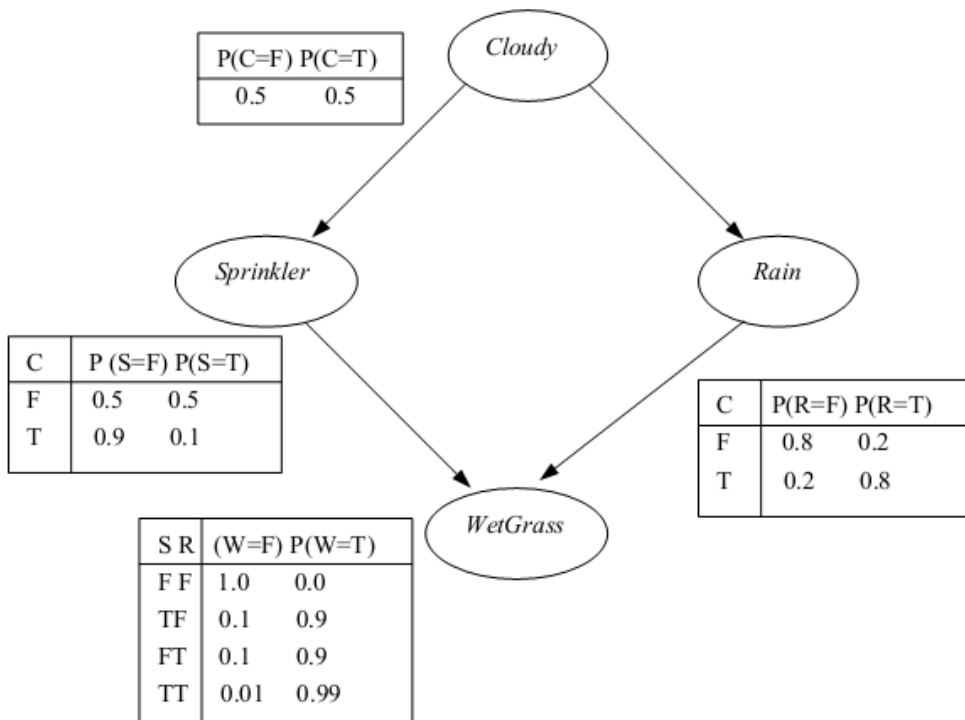 Cloudy
P(C=F) P(C=T)
0.5 0.5
Sprinkler
Rain
C P (S=F) P(S=T)
F 0.5 0.5
T 0.9 0.1
C P(R=F) P(R=T)
F 0.8 0.2
T 0.2 0.8
WetGrass
S R (W=F) P(W=T)
F F 1.0 0.0
TF 0.1 0.9
FT 0.1 0.9
TT 0.01 0.99